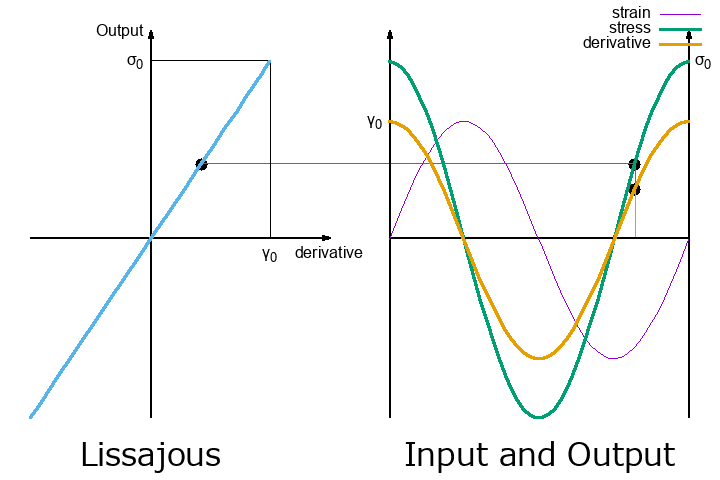 Output
σ0
γ0
derivative
strain
stress
derivative
σ0
γ0
Lissajous
Input and Output